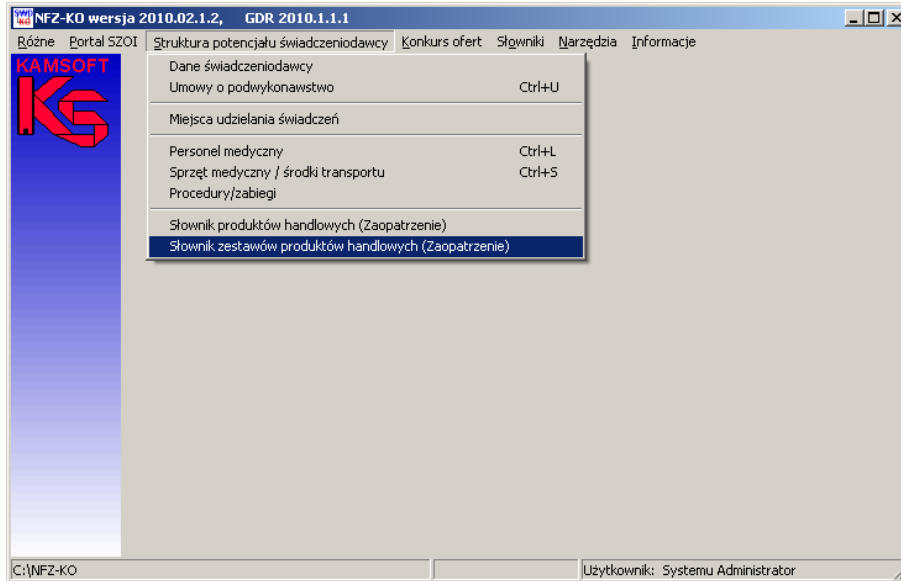 SWD KO NFZ-KO wersja 2010.02.1.2, GDR 2010.1.1.1
Różne Portal SZOI Struktura potencjału świadczeniodawcy Konkurs ofert Słowniki Narzędzia Informacje
KAMSOFT
KS
Dane świadczeniodawcy
Umowy o podwykonawstwo Ctrl+U
Miejsca udzielania świadczeń
Personel medyczny Ctrl+L
Sprzęt medyczny / środki transportu Ctrl+S
Procedury/zabiegi
Słownik produktów handlowych (Zaopatrzenie)
Słownik zestawów produktów handlowych (Zaopatrzenie)
C:\NFZ-KO Użytkownik: Systemu Administrator